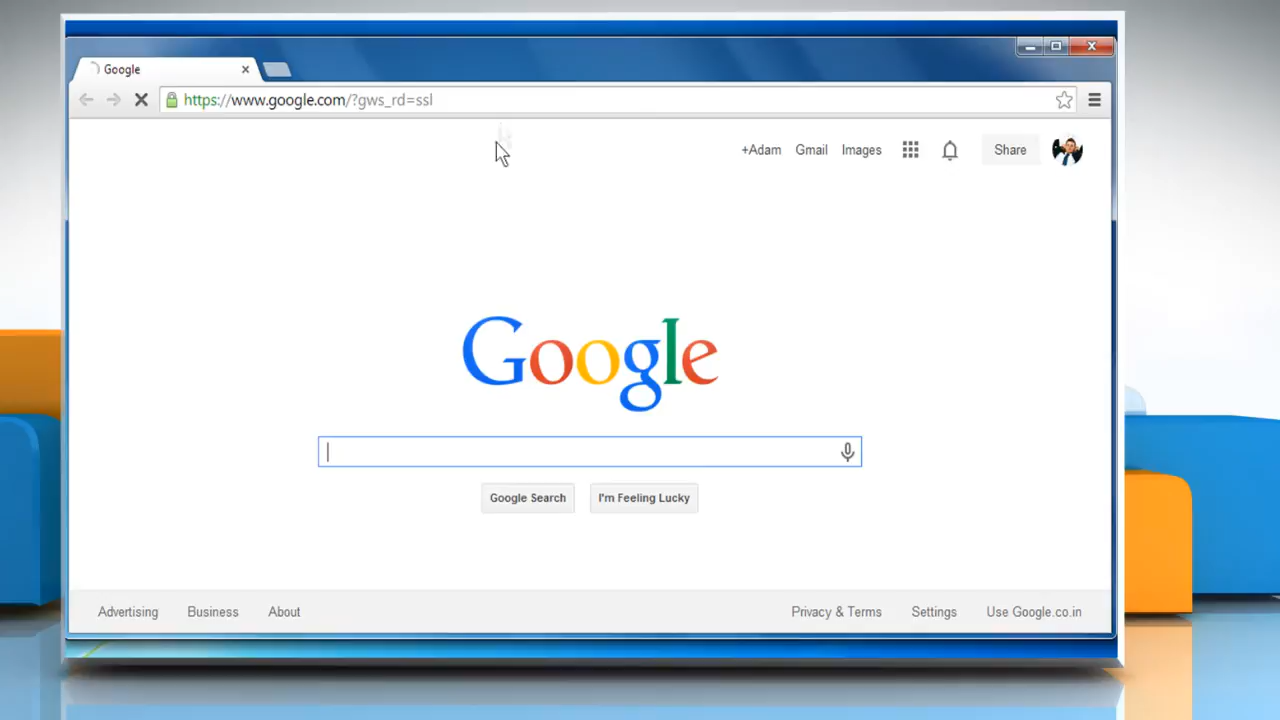 Google
https://www.google.com/?gws_rd=ssl
+Adam Gmail Images Share
Google
Google Search I'm Feeling Lucky
Advertising Business About Privacy & Terms Settings Use Google.co.in